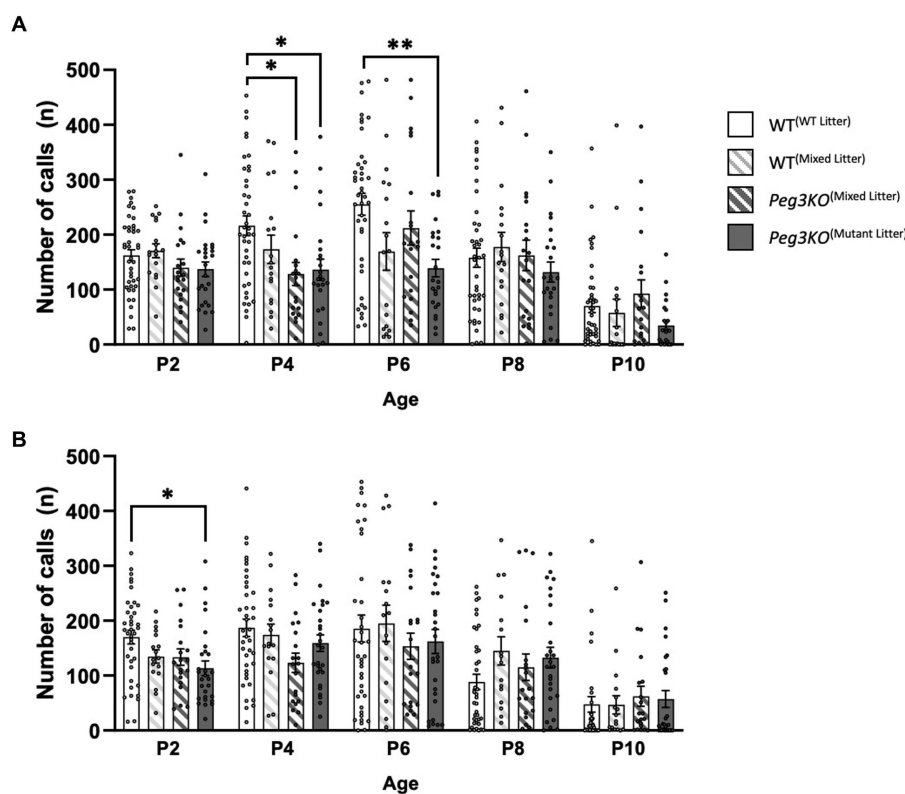 A
Number of calls (n)
500
400
300
200
100
0
*
*
**
P2 P4 P6 P8 P10
Age
WT(WT Litter)
WT(Mixed Litter)
Peg3KO(Mixed Litter)
Peg3KO(Mutant Litter)
B
Number of calls (n)
500
400
300
200
100
0
*
P2 P4 P6 P8 P10
Age